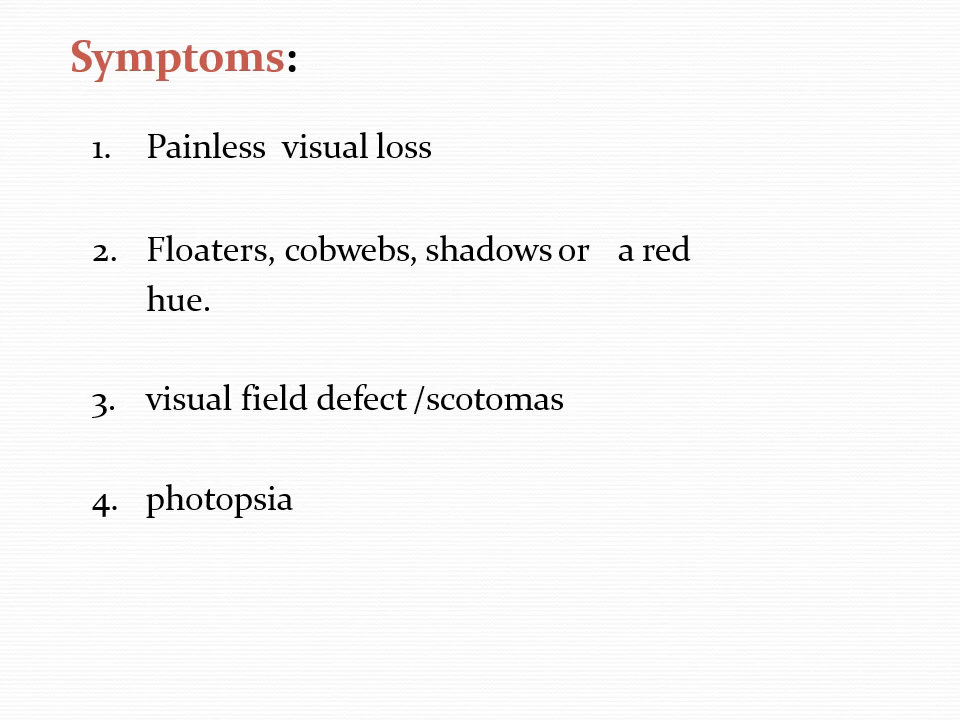 Symptoms:
1. Painless visual loss
2. Floaters, cobwebs, shadows or a red
hue.
3. visual field defect /scotomas
4. photopsia